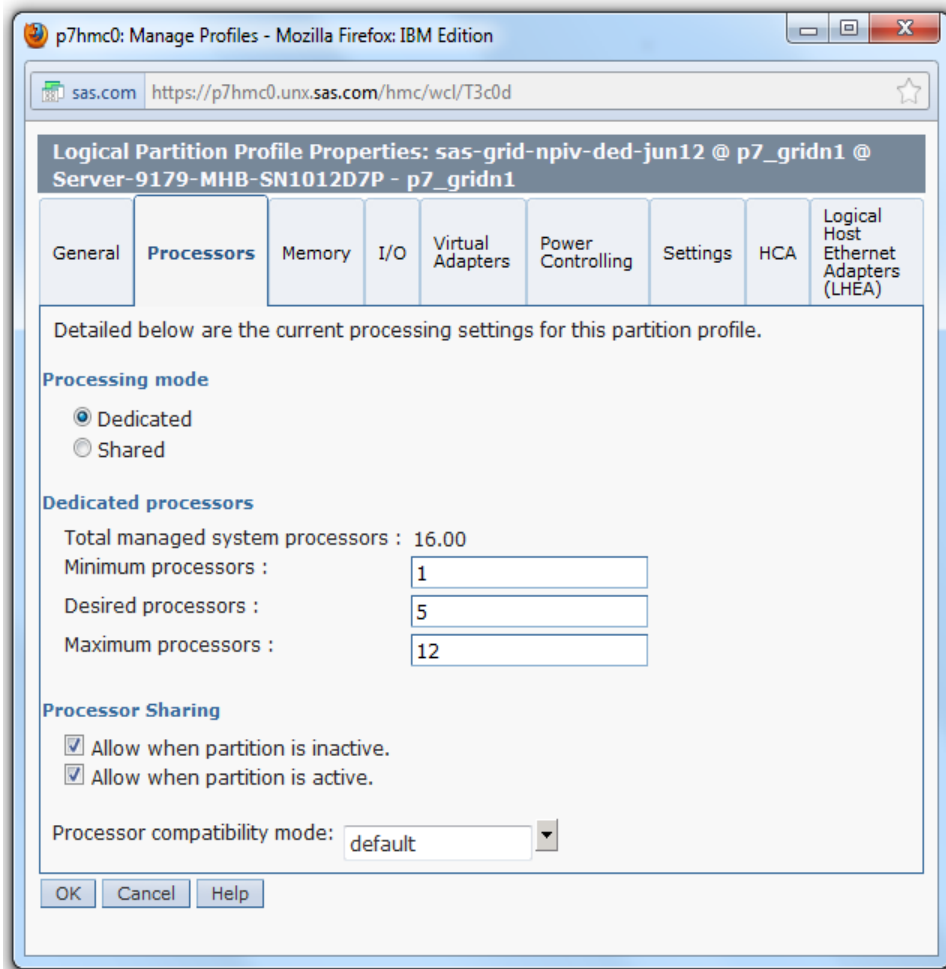 p7hmc0: Manage Profiles - Mozilla Firefox: IBM Edition
sas.com https://p7hmc0.unx.sas.com/hmc/wcl/T3c0d
Logical Partition Profile Properties: sas-grid-npiv-ded-jun12 @ p7_gridn1 @
Server-9179-MHB-SN1012D7P - p7_gridn1
General
Processors
Memory
I/O
Virtual
Adapters
Power
Controlling
Settings
HCA
Logical
Host
Ethernet
Adapters
(LHEA)
Detailed below are the current processing settings for this partition profile.
Processing mode
Dedicated
Shared
Dedicated processors
Total managed system processors : 16.00
Minimum processors : 1
Desired processors : 5
Maximum processors : 12
Processor Sharing
Allow when partition is inactive.
Allow when partition is active.
Processor compatibility mode: default
OK Cancel Help